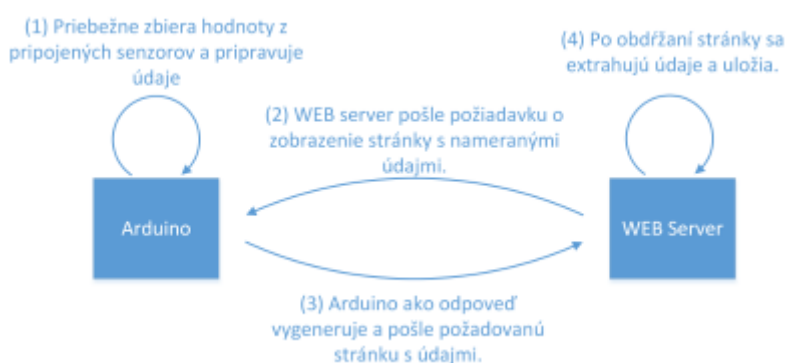 (1) Priebežne zbiera hodnoty z
pripojených senzorov a pripravuje
údaje
(4) Po obdŕžaní stránky sa
extrahujú údaje a uložia.
(2) WEB server pošle požiadavku o
zobrazenie stránky s nameranými
údajmi.
Arduino
WEB Server
(3) Arduino ako odpoveď
vygeneruje a pošle požadovanú
stránku s údajmi.